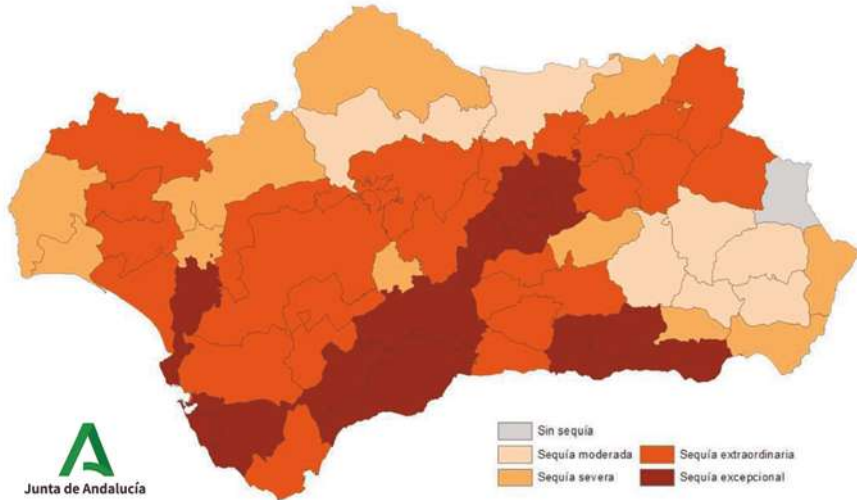 Sin sequía
Sequía moderada
Sequía severa
Sequía extraordinaria
Sequía excepcional
Junta de Andalucía